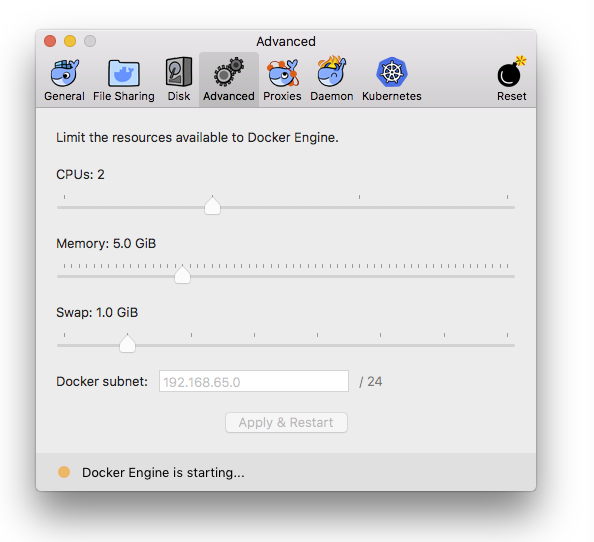 Advanced
General File Sharing Disk Advanced Proxies Daemon Kubernetes Reset
Limit the resources available to Docker Engine.
CPUs: 2
Memory: 5.0 GiB
Swap: 1.0 GiB
Docker subnet: 192.168.65.0 / 24
Apply & Restart
Docker Engine is starting...